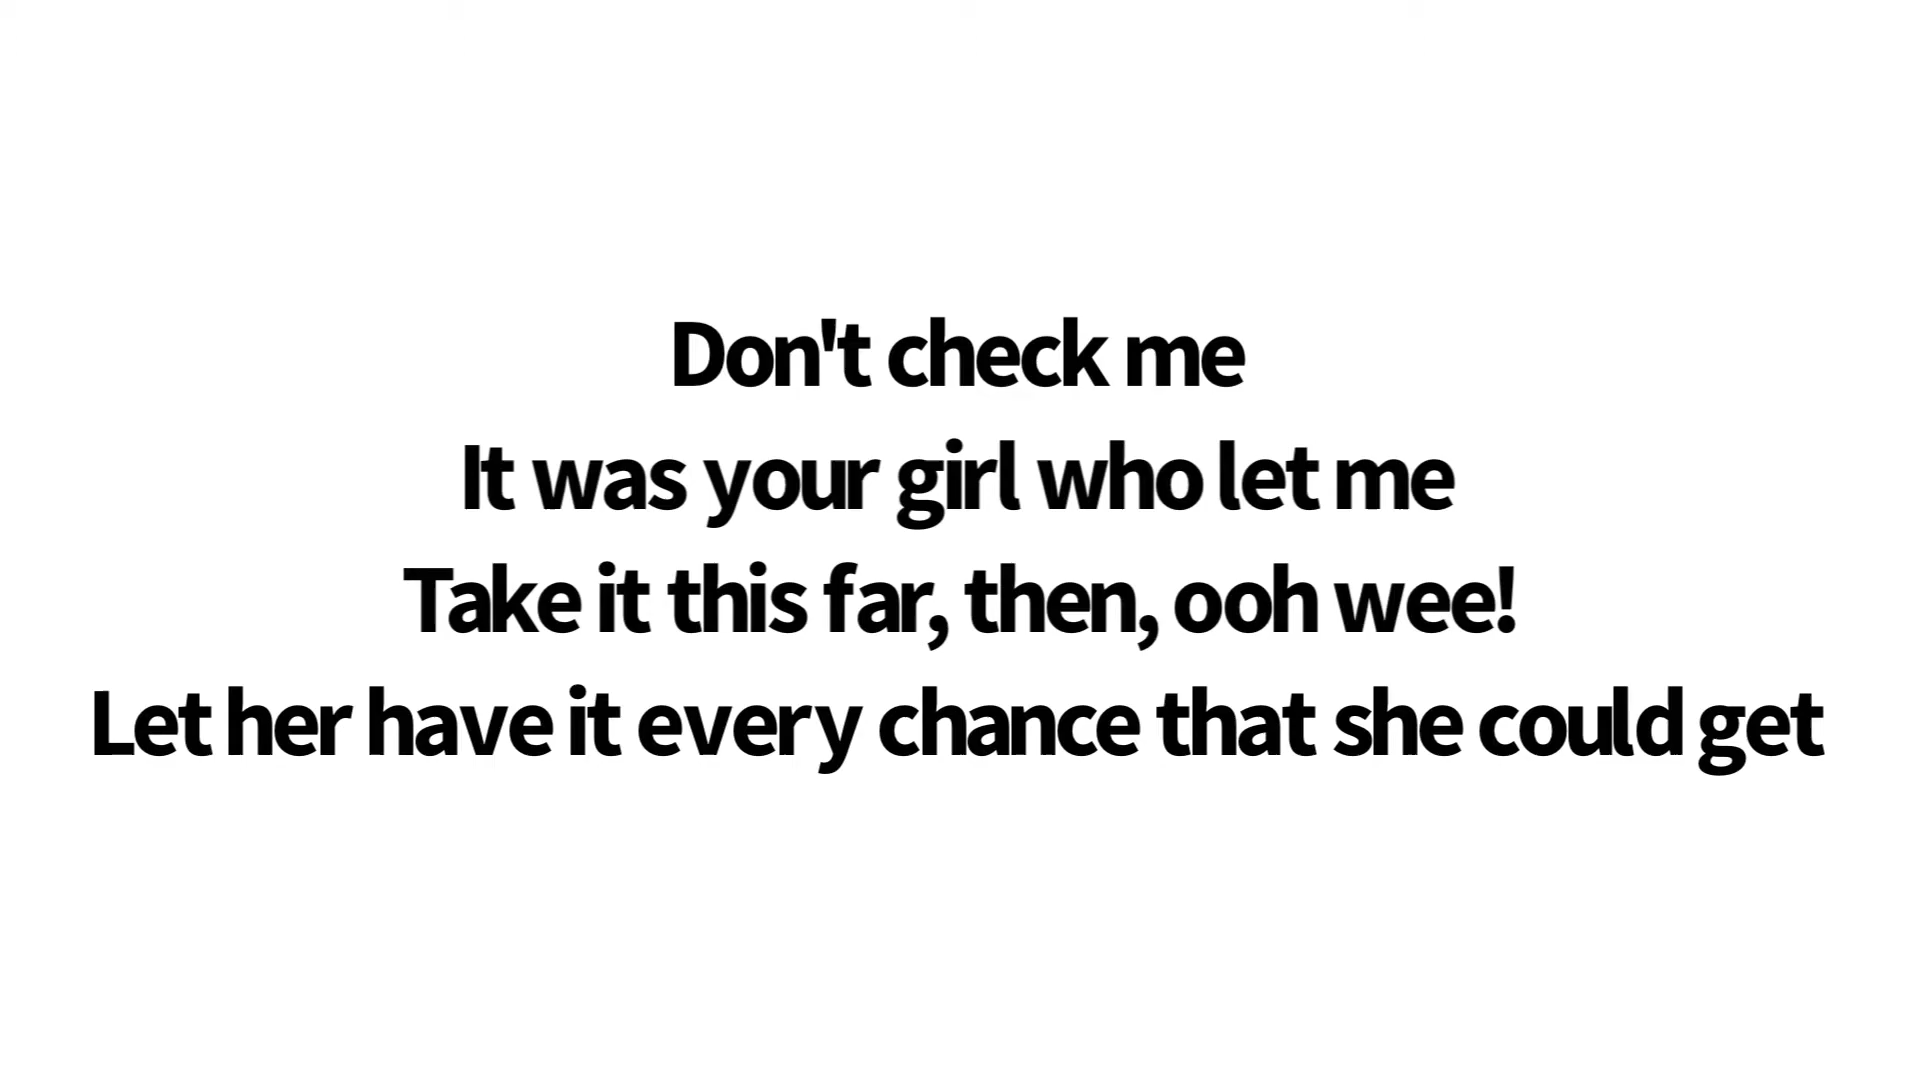 Don't check me
It was your girl who let me
Take it this far, then, ooh wee!
Let her have it every chance that she could get